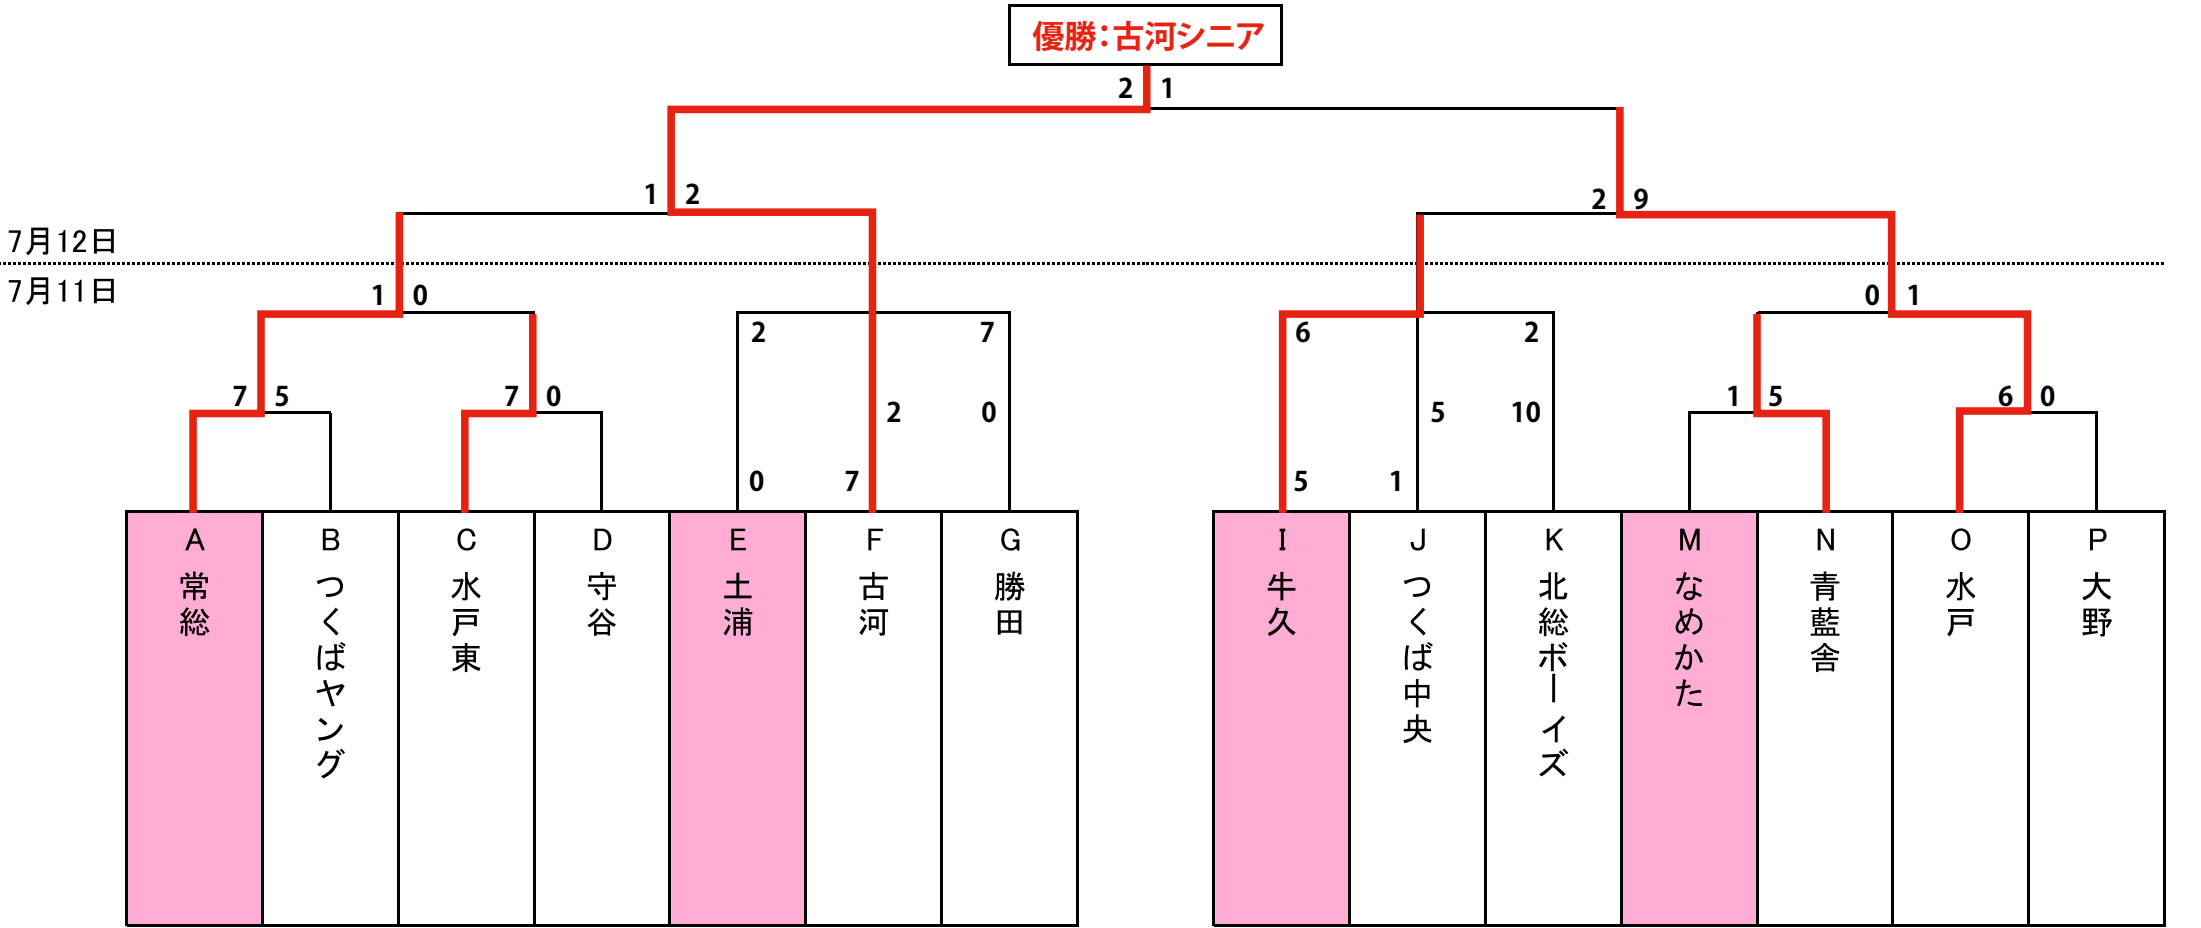 優勝：古河シニア
2 1
1 2
2 9
7月12日
7月11日
1 0
0 1
2 7
6 2
7 5
7 0
2 0
5 10
1 5
6 0
0 7
5 1
A 常総
B つくばヤング
C 水戸東
D 守谷
E 土浦
F 古河
G 勝田
I 牛久
J つくば中央
K 北総ボーイズ
M なめかた
N 青藍舎
O 水戸
P 大野